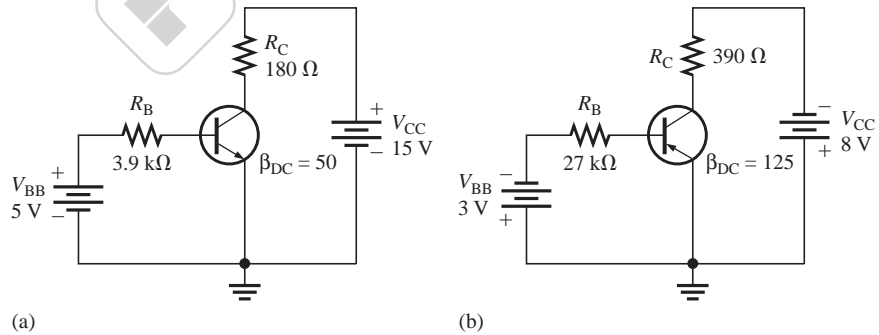 R_C
180 Ω
R_B
3.9 kΩ
β_DC = 50
+
V_CC
15 V
–
+
V_BB
5 V
–
(a)
R_C
390 Ω
R_B
27 kΩ
β_DC = 125
–
V_CC
8 V
+
–
V_BB
3 V
+
(b)